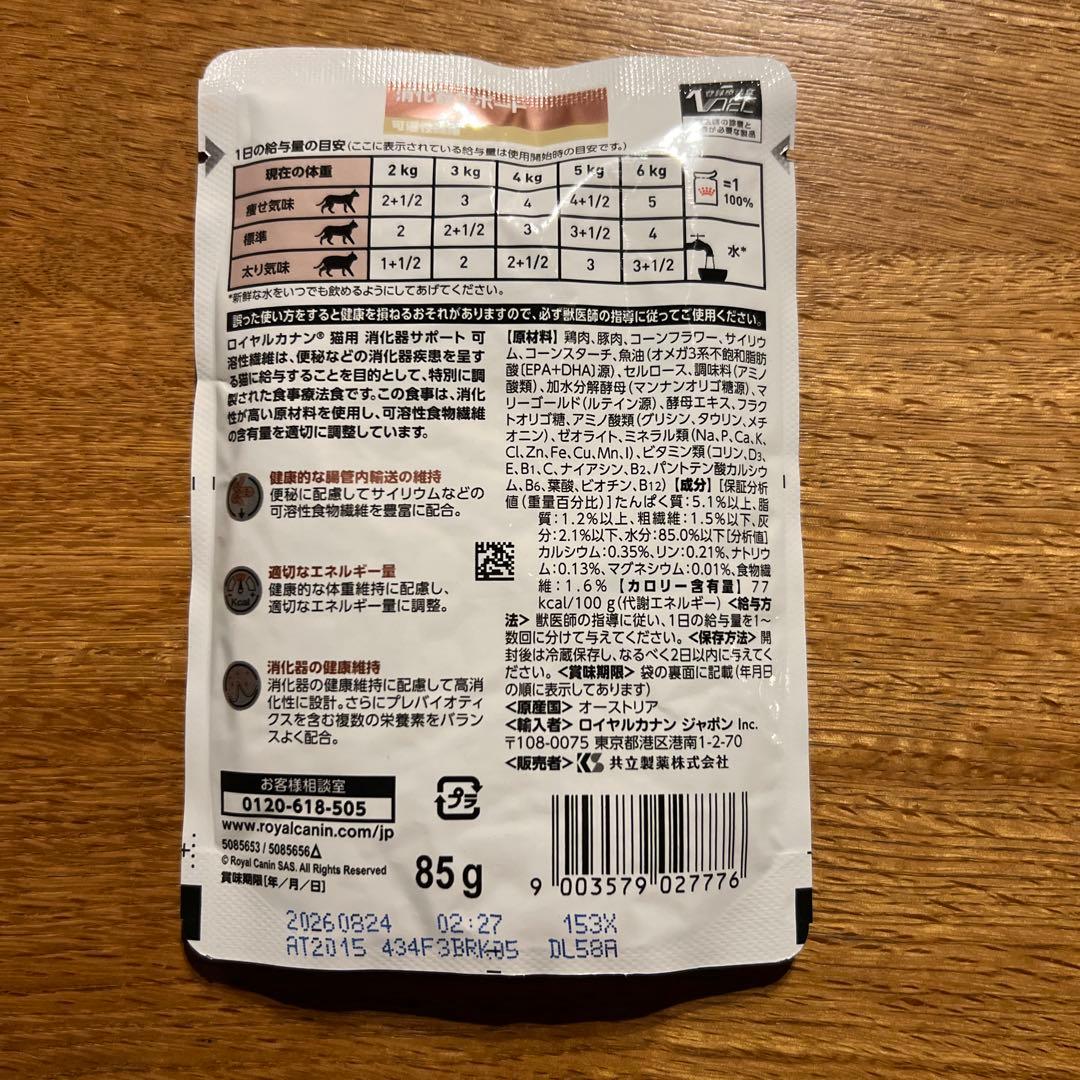 消化器サポート
可溶性繊維
1日の給与量の目安(ここに表示されている給与量は使用開始時の目安です。)
現在の体重 2 kg 3 kg 4 kg 5 kg 6 kg
痩せ気味 2+1/2 3 4 4+1/2 5
標準 2 2+1/2 3 3+1/2 4
太り気味 1+1/2 2 2+1/2 3 3+1/2
=1
100%
水*
*新鮮な水をいつでも飲めるようにしてあげてください。
誤った使い方をすると健康を損ねるおそれがありますので、必ず獣医師の指導に従ってご使用ください。
ロイヤルカナン® 猫用 消化器サポート 可
溶性繊維は、便秘などの消化器疾患を呈す
る猫に給与することを目的として、特別に調
製された食事療法食です。この食事は、消化
性が高い原材料を使用し、可溶性食物繊維
の含有量を適切に調整しています。
健康的な腸管内輸送の維持
便秘に配慮してサイリウムなどの
可溶性食物繊維を豊富に配合。
適切なエネルギー量
健康的な体重維持に配慮し、
適切なエネルギー量に調整。
Kcal
消化器の健康維持
消化器の健康維持に配慮して高消
化性に設計。さらにプレバイオティ
クスを含む複数の栄養素をバランス
よく配合。
【原材料】鶏肉、豚肉、コーンフラワー、サイリウ
ム、コーンスターチ、魚油(オメガ3系不飽和脂肪
酸[EPA+DHA]源)、セルロース、調味料(アミノ
酸類)、加水分解酵母(マンナンオリゴ糖源)、マ
リーゴールド(ルテイン源)、酵母エキス、フラク
トオリゴ糖、アミノ酸類(グリシン、タウリン、メチ
オニン)、ゼオライト、ミネラル類(Na、P、Ca、K、
Cl、Zn、Fe、Cu、Mn、I)、ビタミン類(コリン、D3、
E、B1、C、ナイアシン、B2、パントテン酸カルシウ
ム、B6、葉酸、ビオチン、B12)【成分】[保証分析
値(重量百分比)]たんぱく質:5.1%以上、脂
質:1.2%以上、粗繊維:1.5%以下、灰
分:2.1%以下、水分:85.0%以下[分析値]
カルシウム:0.35%、リン:0.21%、ナトリウ
ム:0.13%、マグネシウム:0.01%、食物繊
維:1.6%【カロリー含有量】77
kcal/100 g(代謝エネルギー)<給与方
法>獣医師の指導に従い、1日の給与量を1〜
数回に分けて与えてください。<保存方法>開
封後は冷蔵保存し、なるべく2日以内に与えてく
ださい。<賞味期限>袋の裏面に記載(年月日
の順に表示してあります)
<原産国>オーストリア
<輸入者>ロイヤルカナン ジャポン Inc.
〒108-0075 東京都港区港南1-2-70
<販売者>KS 共立製薬株式会社
お客様相談室
0120-618-505
www.royalcanin.com/jp
5085653 / 5085656
© Royal Canin SAS. All Rights Reserved
賞味期限[年/月/日]
プラ
85 g
9 003579 027776
20260824 02:27 153X
AT2015 434F3BRK05 DL58A